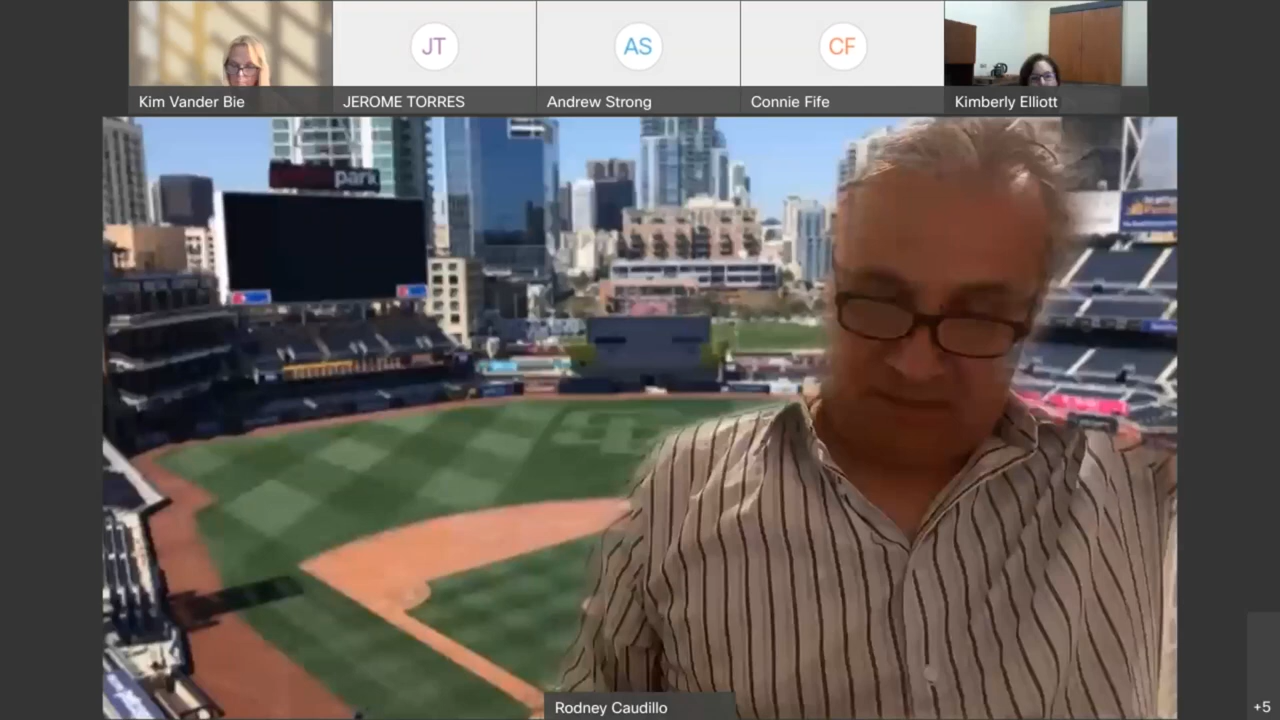 JT
AS
CF
Kim Vander Bie
JEROME TORRES
Andrew Strong
Connie Fife
Kimberly Elliott
park
Rodney Caudillo
+5